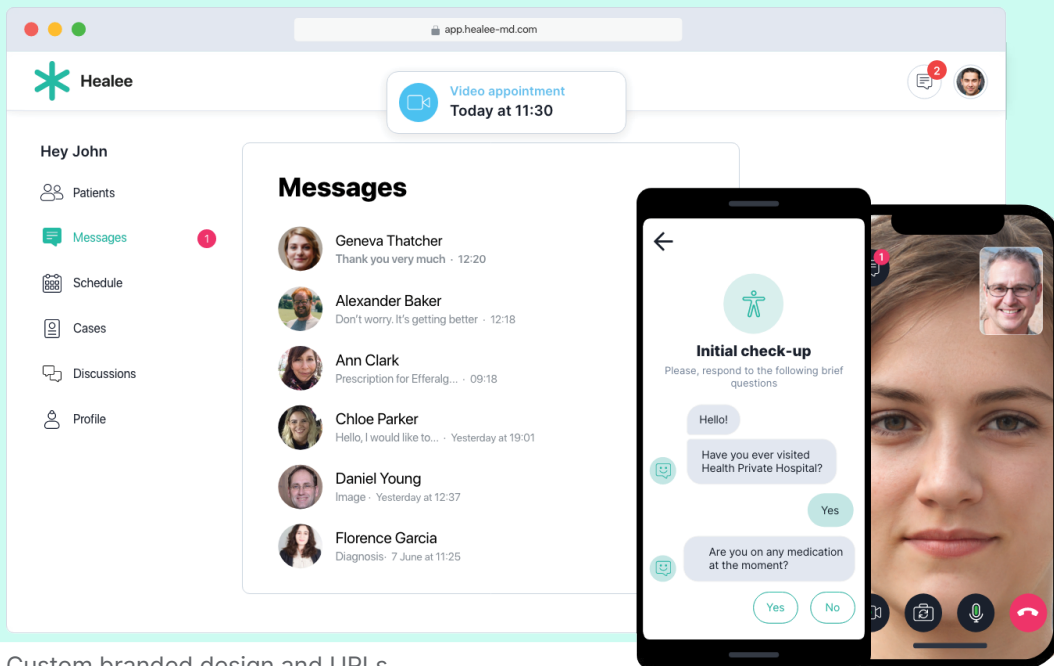 app.healee-md.com
Healee
Video appointment
Today at 11:30
2
Hey John
Patients
Messages
1
Schedule
Cases
Discussions
Profile
Messages
Geneva Thatcher
Thank you very much · 12:20
Alexander Baker
Don't worry. It's getting better · 12:18
Ann Clark
Prescription for Efferalg... · 09:18
Chloe Parker
Hello, I would like to... · Yesterday at 19:01
Daniel Young
Image · Yesterday at 12:37
Florence Garcia
Diagnosis · 7 June at 11:25
Initial check-up
Please, respond to the following brief
questions
Hello!
Have you ever visited
Health Private Hospital?
Yes
Are you on any medication
at the moment?
Yes
No
1
Custom branded design and URLs